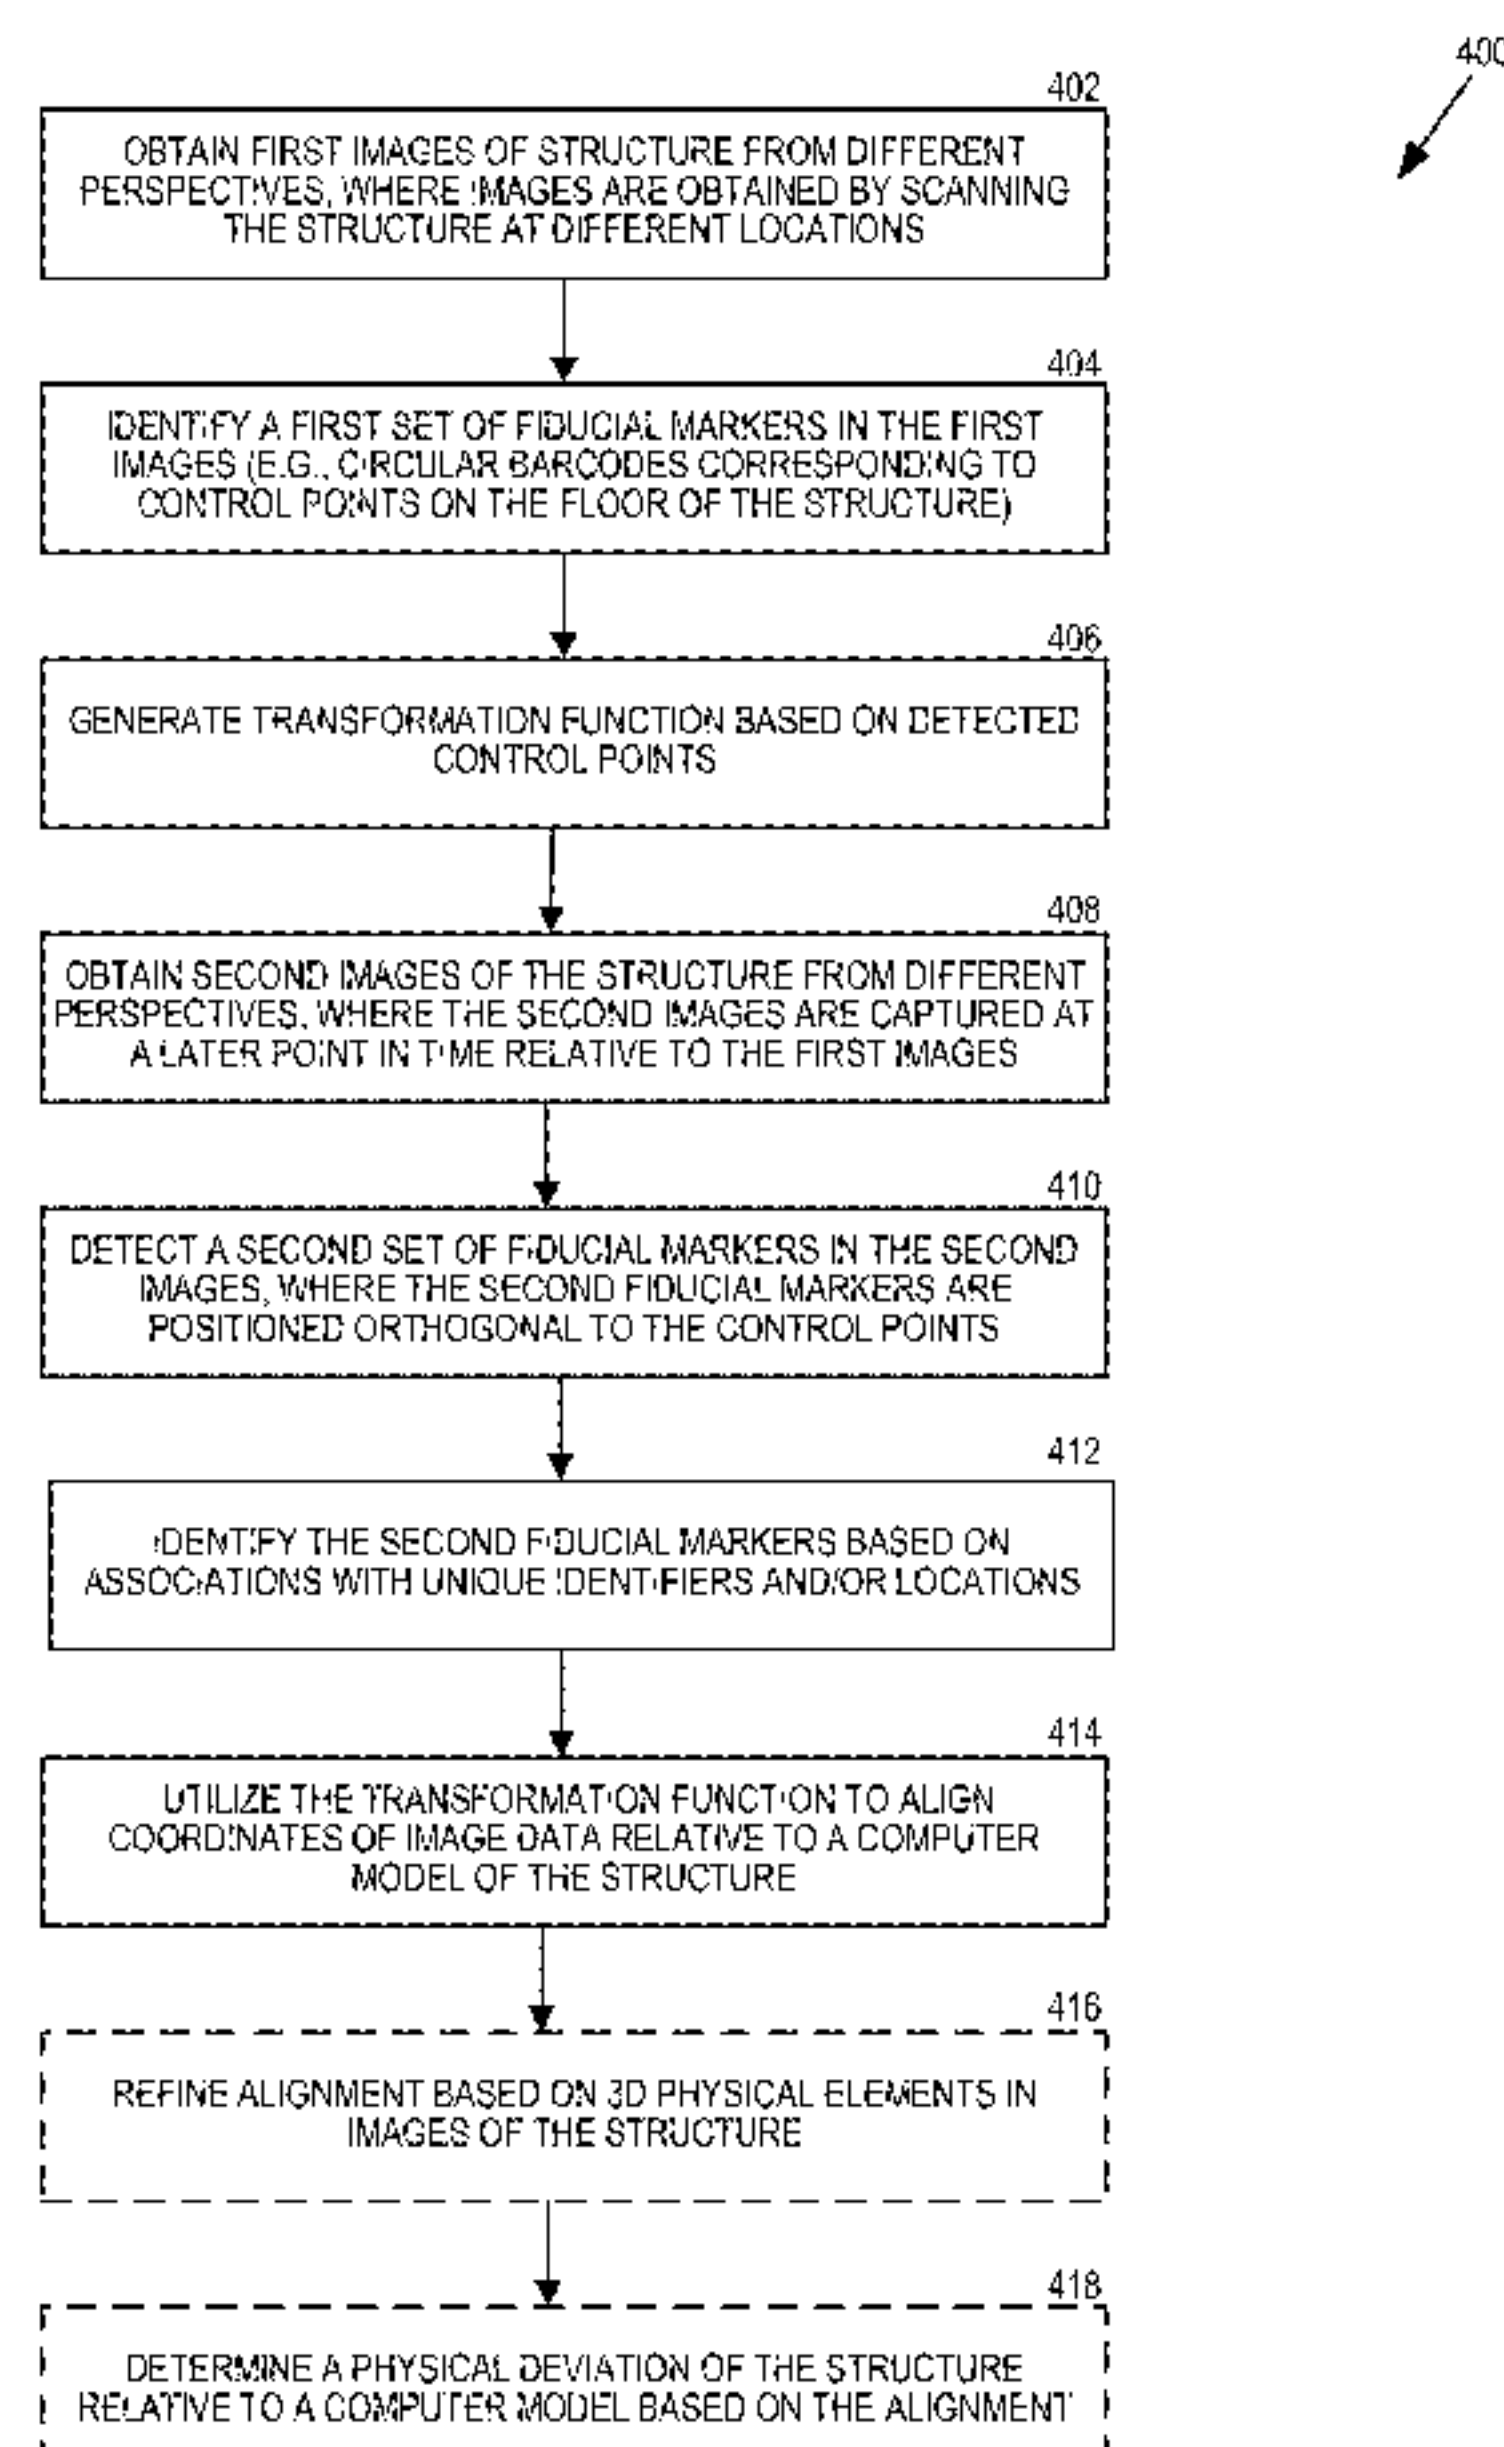 400
402
OBTAIN FIRST IMAGES OF STRUCTURE FROM DIFFERENT
PERSPECTIVES, WHERE IMAGES ARE OBTAINED BY SCANNING
THE STRUCTURE AT DIFFERENT LOCATIONS
404
IDENTIFY A FIRST SET OF FIDUCIAL MARKERS IN THE FIRST
IMAGES (E.G., CIRCULAR BARCODES CORRESPONDING TO
CONTROL POINTS ON THE FLOOR OF THE STRUCTURE)
406
GENERATE TRANSFORMATION FUNCTION BASED ON DETECTED
CONTROL POINTS
408
OBTAIN SECOND IMAGES OF THE STRUCTURE FROM DIFFERENT
PERSPECTIVES, WHERE THE SECOND IMAGES ARE CAPTURED AT
A LATER POINT IN TIME RELATIVE TO THE FIRST IMAGES
410
DETECT A SECOND SET OF FIDUCIAL MARKERS IN THE SECOND
IMAGES, WHERE THE SECOND FIDUCIAL MARKERS ARE
POSITIONED ORTHOGONAL TO THE CONTROL POINTS
412
IDENTIFY THE SECOND FIDUCIAL MARKERS BASED ON
ASSOCIATIONS WITH UNIQUE IDENTIFIERS AND/OR LOCATIONS
414
UTILIZE THE TRANSFORMATION FUNCTION TO ALIGN
COORDINATES OF IMAGE DATA RELATIVE TO A COMPUTER
MODEL OF THE STRUCTURE
416
REFINE ALIGNMENT BASED ON 3D PHYSICAL ELEMENTS IN
IMAGES OF THE STRUCTURE
418
DETERMINE A PHYSICAL DEVIATION OF THE STRUCTURE
RELATIVE TO A COMPUTER MODEL BASED ON THE ALIGNMENT